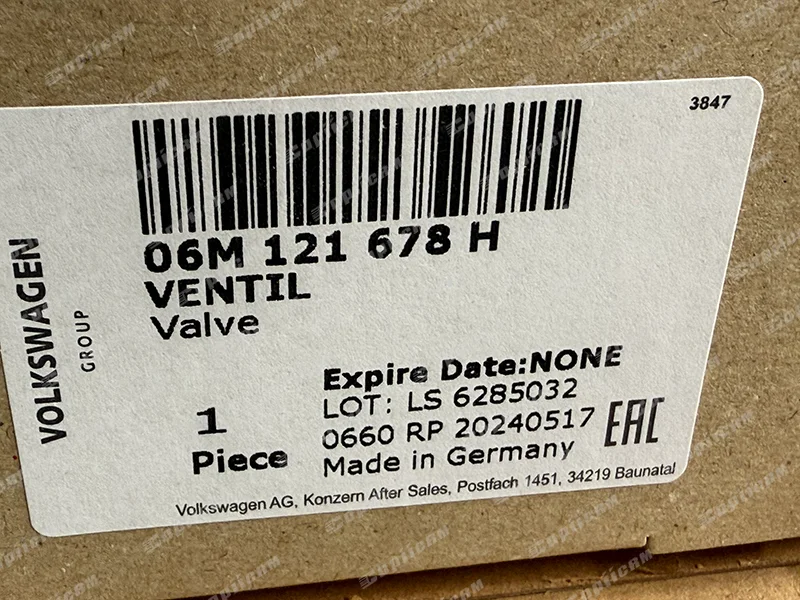 3847
06M 121 678 H
VENTIL
Valve
VOLKSWAGEN
GROUP
1
Piece
Expire Date:NONE
LOT: LS 6285032
0660 RP 20240517
Made in Germany
EAC
Volkswagen AG, Konzern After Sales, Postfach 1451, 34219 Baunatal